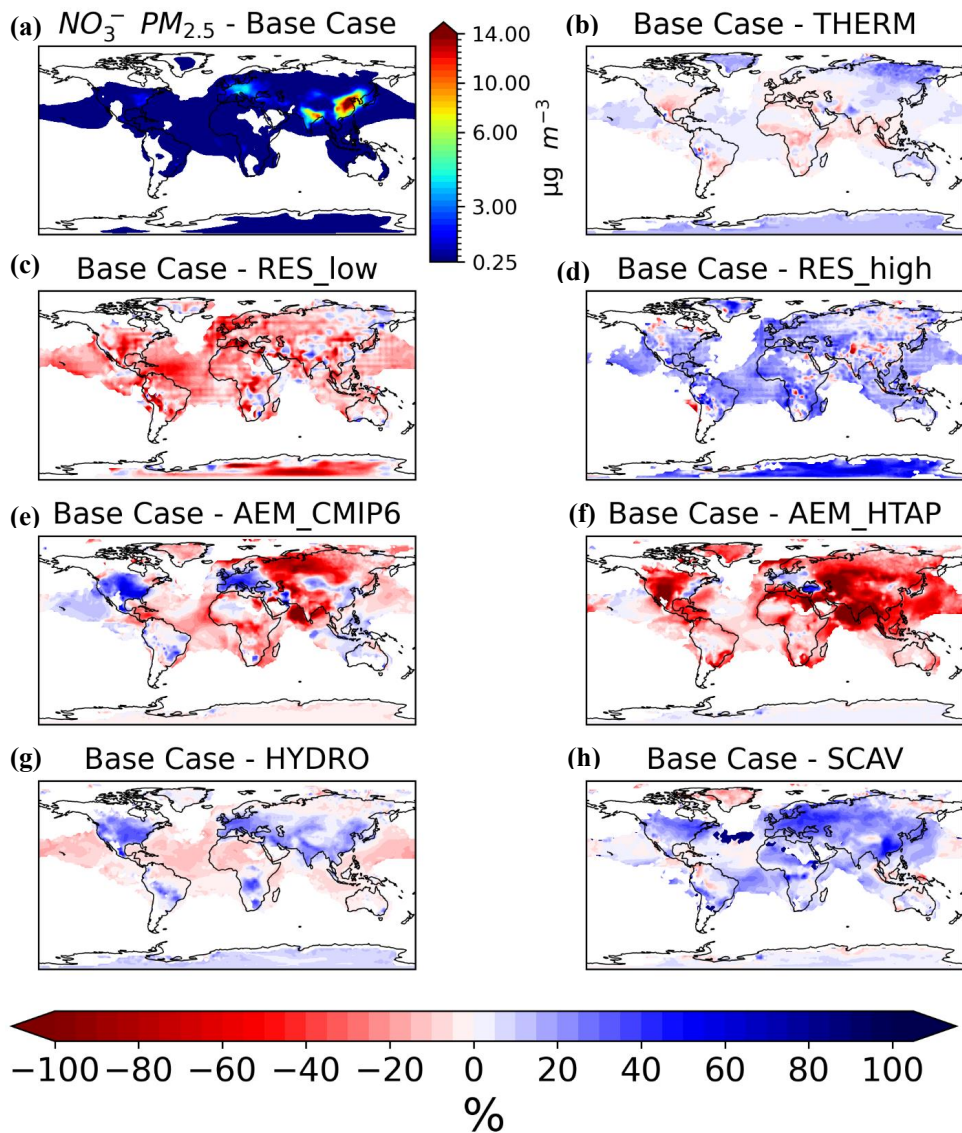 (a) NO₃⁻ PM₂.₅ - Base Case
14.00
10.00
6.00
3.00
0.25
μg m⁻³
(b) Base Case - THERM
(c) Base Case - RES_low
(d) Base Case - RES_high
(e) Base Case - AEM_CMIP6
(f) Base Case - AEM_HTAP
(g) Base Case - HYDRO
(h) Base Case - SCAV
−100 −80 −60 −40 −20 0 20 40 60 80 100
%